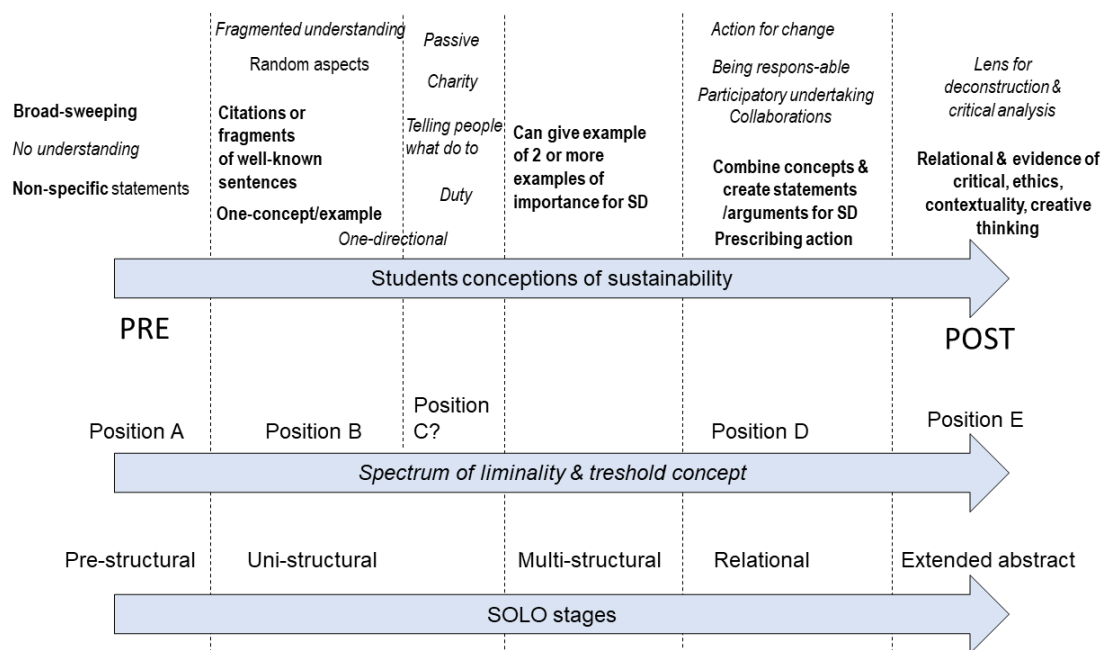 Broad-sweeping
No understanding
Non-specific statements
Fragmented understanding
Random aspects
Citations or
fragments
of well-known
sentences
One-concept/example
One-directional
Passive
Charity
Telling people
what do to
Duty
Can give example
of 2 or more
examples of
importance for SD
Action for change
Being respons-able
Participatory undertaking
Collaborations
Combine concepts &
create statements
/arguments for SD
Prescribing action
Lens for
deconstruction &
critical analysis
Relational & evidence of
critical, ethics,
contextuality, creative
thinking
Students conceptions of sustainability
PRE
POST
Position A
Position B
Position
C?
Position D
Position E
Spectrum of liminality & treshold concept
Pre-structural
Uni-structural
Multi-structural
Relational
Extended abstract
SOLO stages